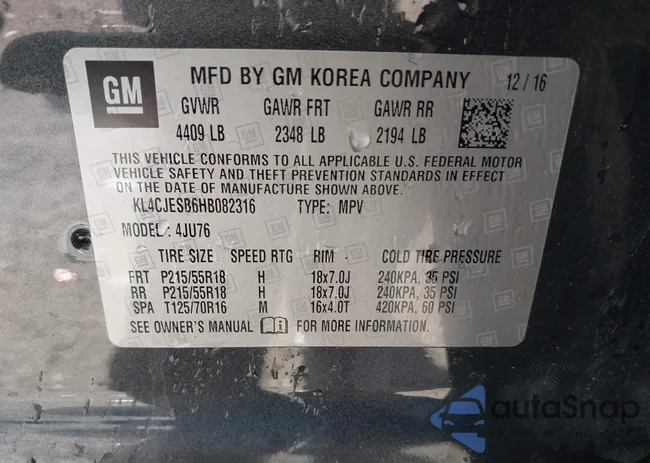 GM
MFD BY GM KOREA COMPANY 12/16
GVWR GAWR FRT GAWR RR
4409 LB 2348 LB 2194 LB
THIS VEHICLE CONFORMS TO ALL APPLICABLE U.S. FEDERAL MOTOR
VEHICLE SAFETY AND THEFT PREVENTION STANDARDS IN EFFECT
ON THE DATE OF MANUFACTURE SHOWN ABOVE.
KL4CJESB6HB082316 TYPE: MPV
MODEL: 4JU76
TIRE SIZE SPEED RTG RIM COLD TIRE PRESSURE
FRT P215/55R18 H 18x7.0J 240KPA, 35 PSI
RR P215/55R18 H 18x7.0J 240KPA, 35 PSI
SPA T125/70R16 M 16x4.0T 420KPA, 60 PSI
SEE OWNER'S MANUAL FOR MORE INFORMATION.
autoSnap